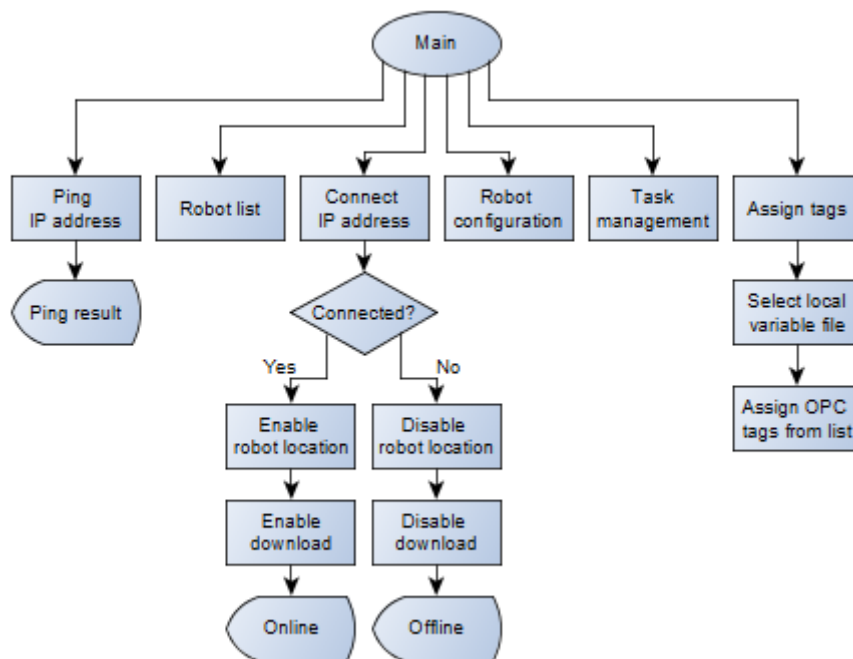 Main
Ping
IP address
Robot list
Connect
IP address
Robot
configuration
Task
management
Assign tags
Ping result
Connected?
Select local
variable file
Yes
No
Enable
robot location
Disable
robot location
Assign OPC
tags from list
Enable
download
Disable
download
Online
Offline